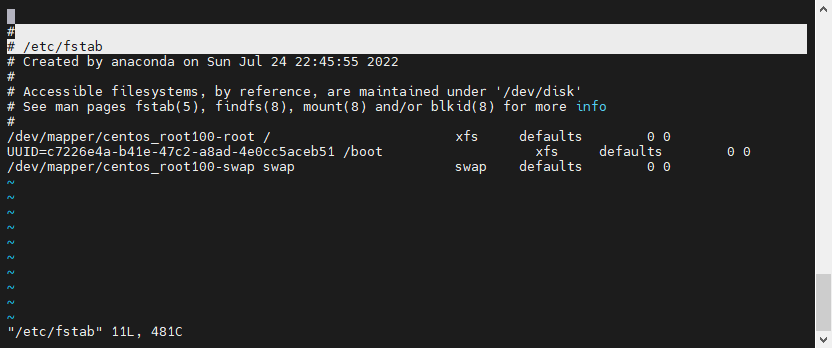 #
# /etc/fstab
# Created by anaconda on Sun Jul 24 22:45:55 2022
#
# Accessible filesystems, by reference, are maintained under '/dev/disk'
# See man pages fstab(5), findfs(8), mount(8) and/or blkid(8) for more info
#
/dev/mapper/centos_root100-root /                       xfs     defaults        0 0
UUID=c7226e4a-b41e-47c2-a8ad-4e0cc5aceb51 /boot                   xfs     defaults        0 0
/dev/mapper/centos_root100-swap swap                    swap    defaults        0 0
~
~
~
~
~
~
~
~
~
~
"/etc/fstab" 11L, 481C